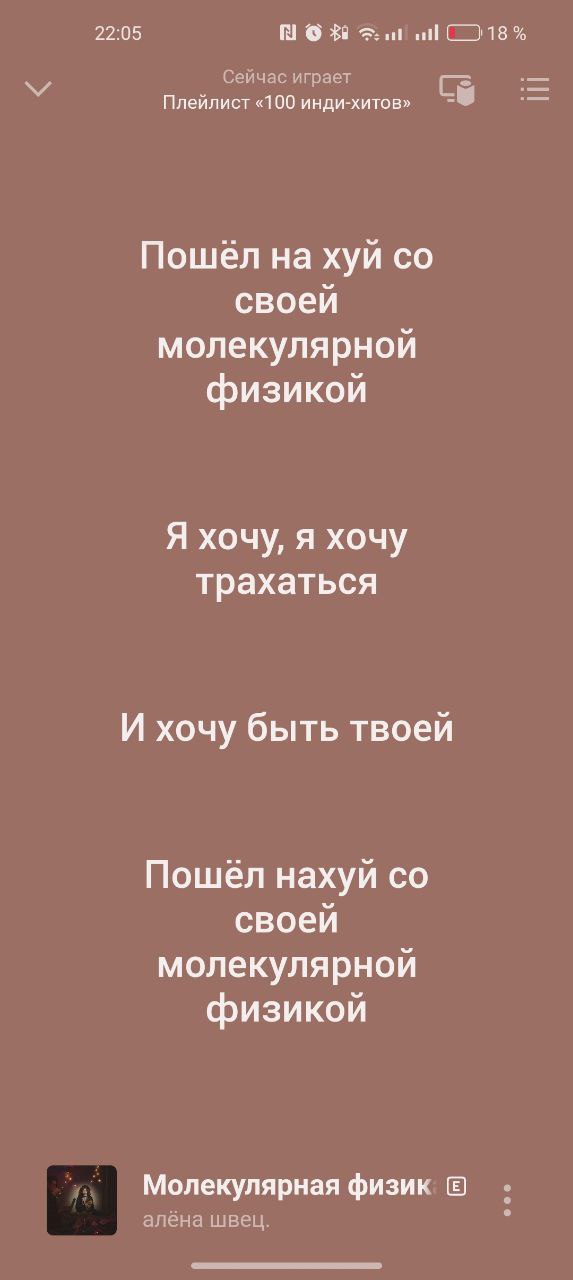 22:05
18 %
Сейчас играет
Плейлист «100 инди-хитов»
Пошёл на хуй со
своей
молекулярной
физикой
Я хочу, я хочу
трахаться
И хочу быть твоей
Пошёл нахуй со
своей
молекулярной
физикой
Молекулярная физик E
алёна швец.